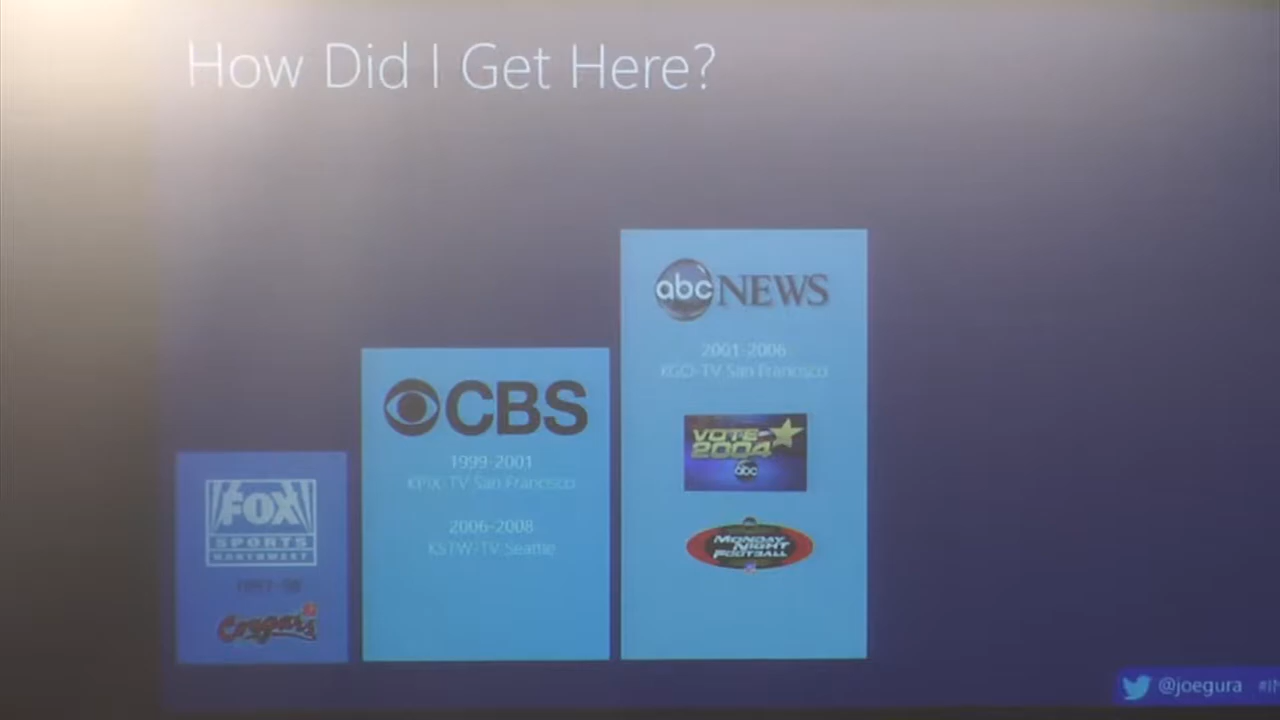 How Did I Get Here?
FOX
SPORTS
NORTHWEST
Cougars
CBS
1999-2001
KPIX-TV San Francisco
2006-2008
KSTW-TV Seattle
abc NEWS
2001-2006
KGO-TV San Francisco
VOTE
2004
abc
MONDAY
NIGHT
FOOTBALL
@joegura